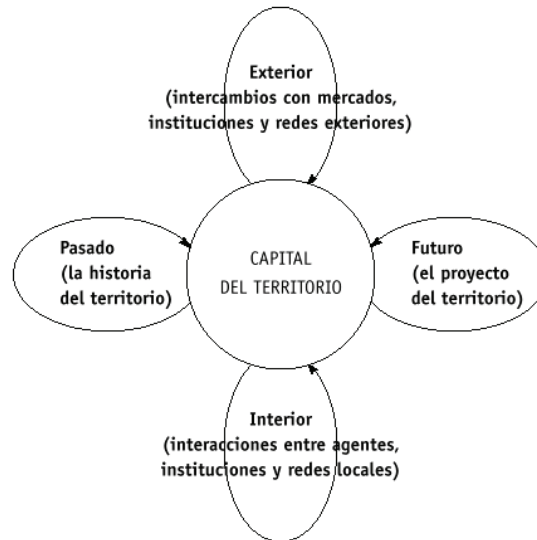 Exterior
(intercambios con mercados,
instituciones y redes exteriores)
Pasado
(la historia
del territorio)
CAPITAL
DEL TERRITORIO
Futuro
(el proyecto
del territorio)
Interior
(interacciones entre agentes,
instituciones y redes locales)